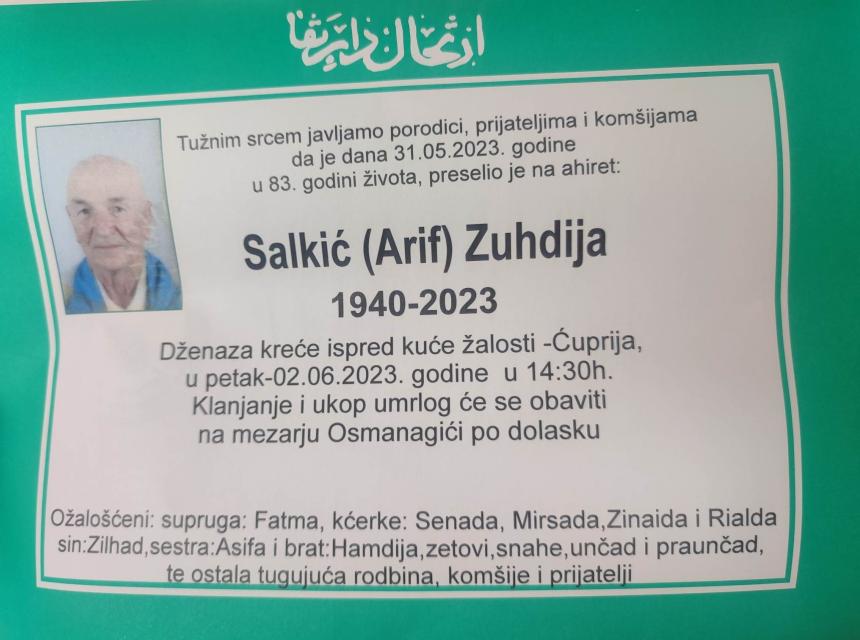 ارتحال دار بقا
Tužnim srcem javljamo porodici, prijateljima i komšijama
da je dana 31.05.2023. godine
u 83. godini života, preselio je na ahiret:
Salkić (Arif) Zuhdija
1940-2023
Dženaza kreće ispred kuće žalosti -Ćuprija,
u petak-02.06.2023. godine u 14:30h.
Klanjanje i ukop umrlog će se obaviti
na mezarju Osmanagići po dolasku
Ožalošćeni: supruga: Fatma, kćerke: Senada, Mirsada,Zinaida i Rialda
sin:Zilhad,sestra:Asifa i brat:Hamdija,zetovi,snahe,unčad i praunčad,
te ostala tugujuća rodbina, komšije i prijatelji